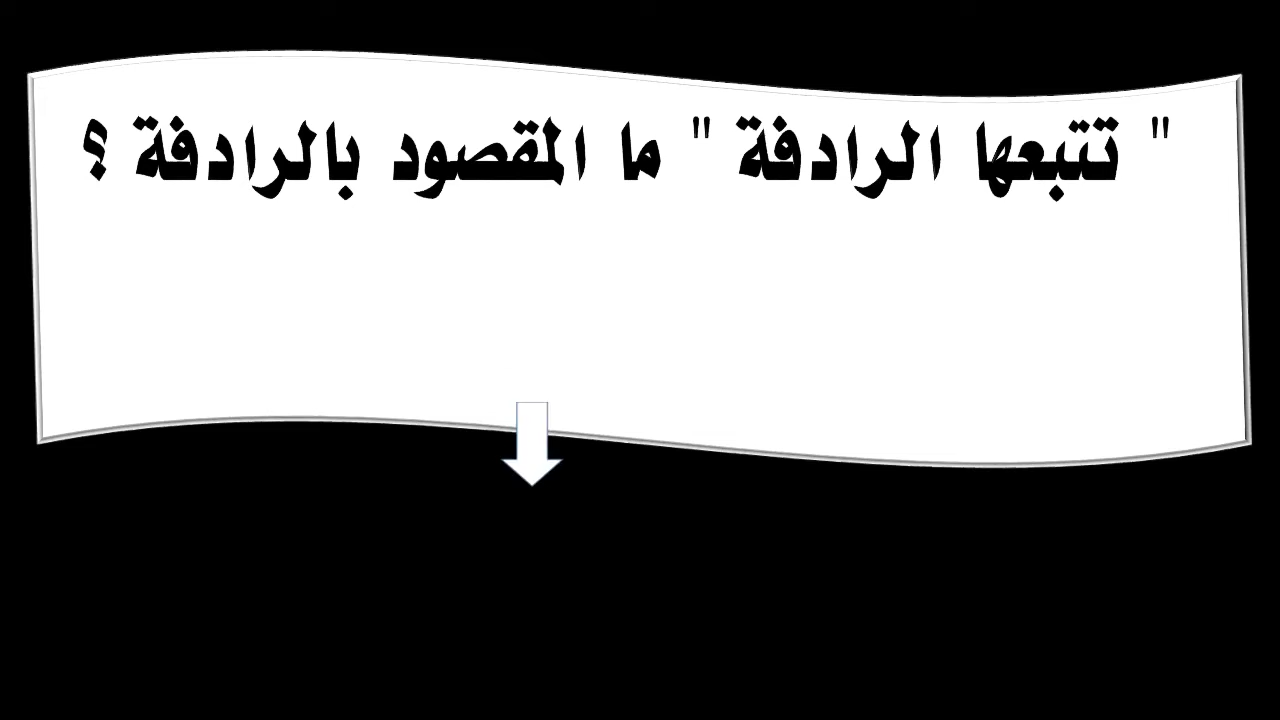 " تتبعها الرادفة " ما المقصود بالرادفة ؟